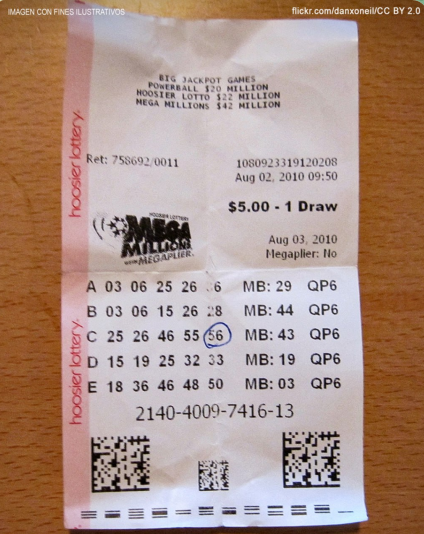 IMAGEN CON FINES ILUSTRATIVOS
flickr.com/danxoneil/CC BY 2.0
BIG JACKPOT GAMES
POWERBALL $20 MILLION
HOOSIER LOTTO $22 MILLION
MEGA MILLIONS $42 MILLION
hoosier lottery.
Ret: 758692/0011
1080923319120208
Aug 02, 2010 09:50
$5.00 - 1 Draw
HOOSIER LOTTERY
MEGA
MILLIONS
WITH MEGAPLIER.
Aug 03, 2010
Megaplier: No
A 03 06 25 26 MB: 29 QP6
B 03 06 15 26 28 MB: 44 QP6
C 25 26 46 55 56 MB: 43 QP6
D 15 19 25 32 33 MB: 19 QP6
E 18 36 46 48 50 MB: 03 QP6
hoosier lottery.
2140-4009-7416-13